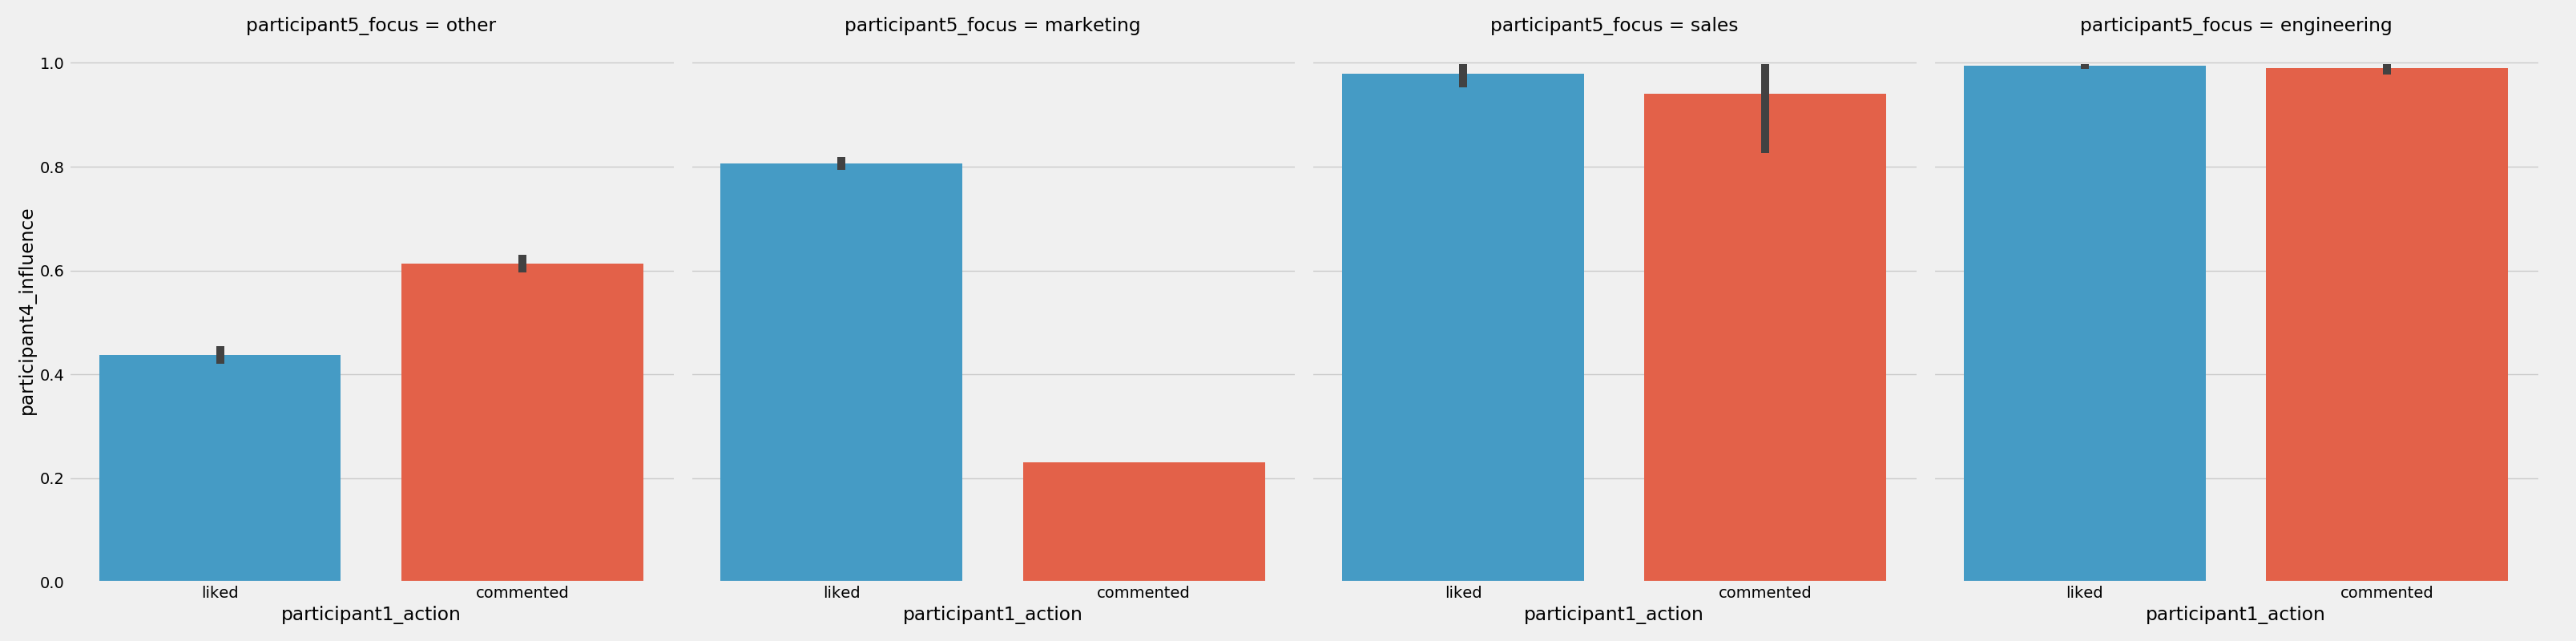 participant5_focus = other
participant5_focus = marketing
participant5_focus = sales
participant5_focus = engineering
participant4_influence
1.0
0.8
0.6
0.4
0.2
0.0
liked
commented
liked
commented
liked
commented
liked
commented
participant1_action
participant1_action
participant1_action
participant1_action